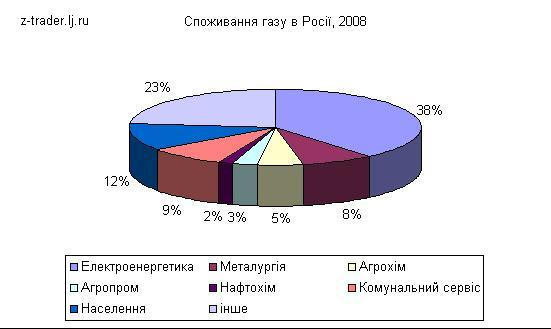 z-trader.lj.ru
Споживання газу в Росії, 2008
23%
38%
12%
9%
2%
3%
5%
8%
Електроенергетика
Металургія
Агрохім
Агропром
Нафтохім
Комунальний сервіс
Населення
інше